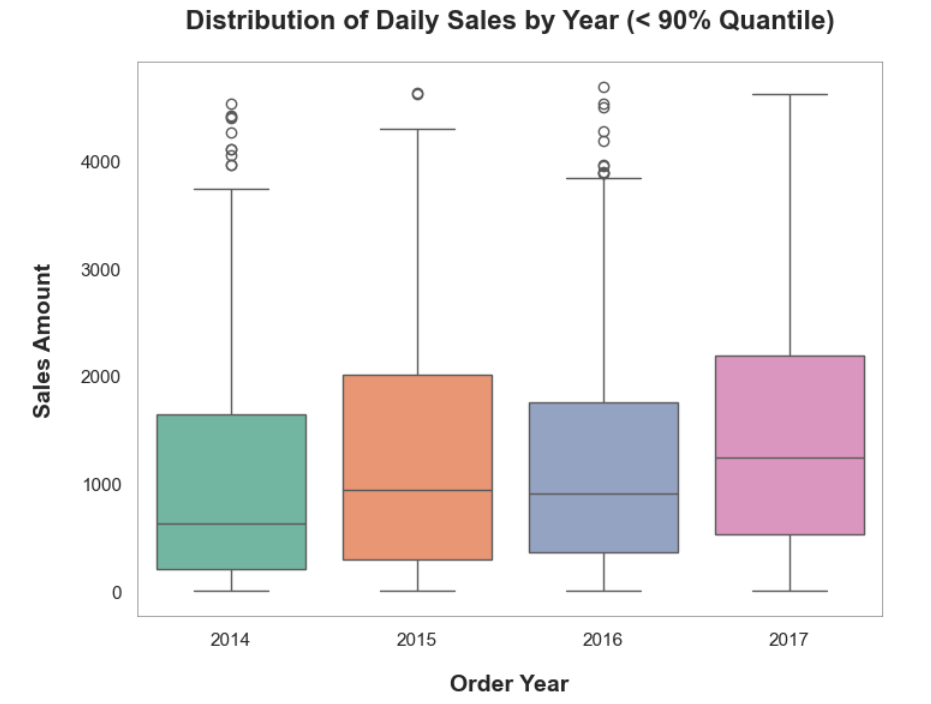 Distribution of Daily Sales by Year (< 90% Quantile)
Sales Amount
4000
3000
2000
1000
0
2014 2015 2016 2017
Order Year